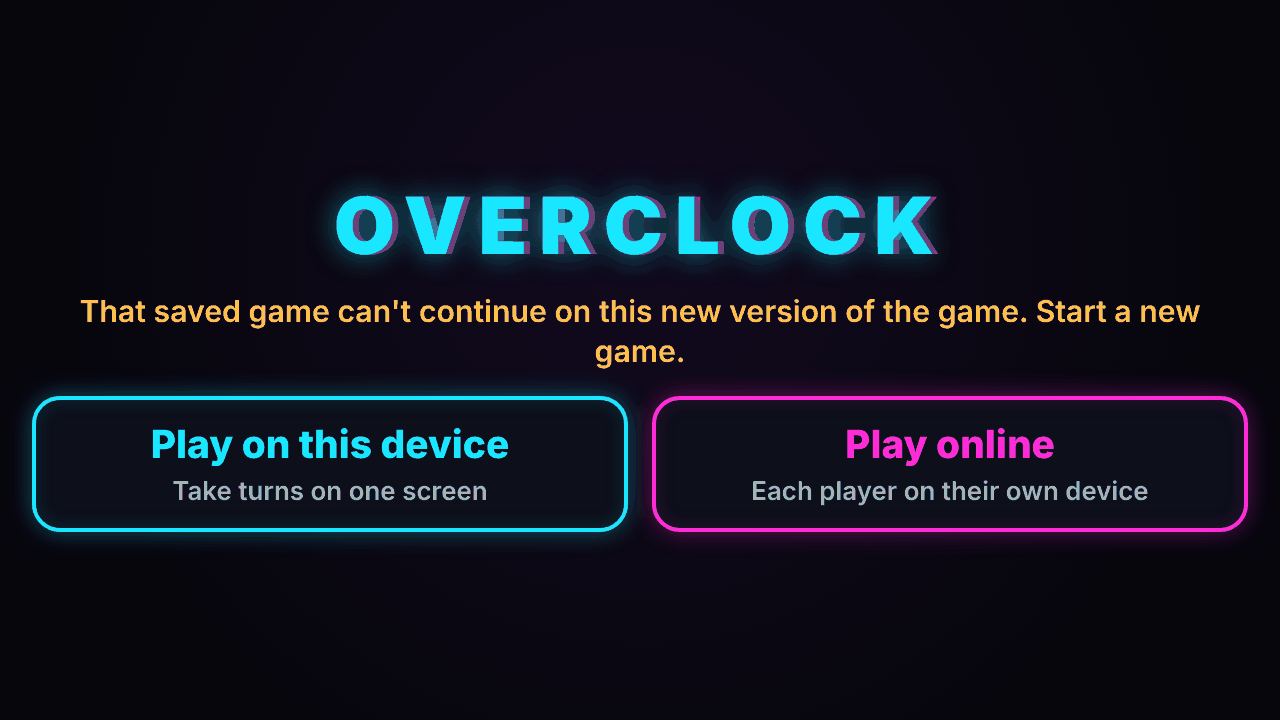 OVERCLOCK
That saved game can't continue on this new version of the game. Start a new
game.
Play on this device
Take turns on one screen
Play online
Each player on their own device